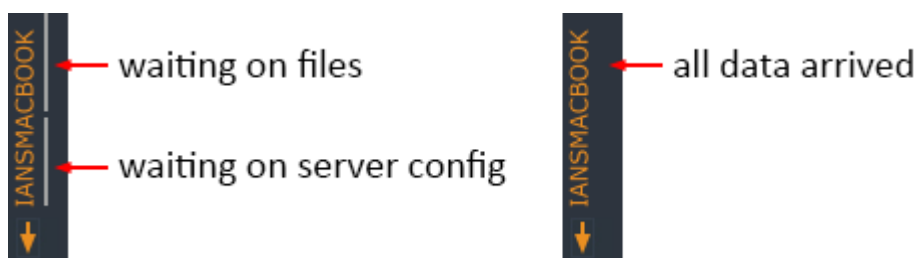 IANSMACBOOK
waiting on files
waiting on server config
IANSMACBOOK
all data arrived